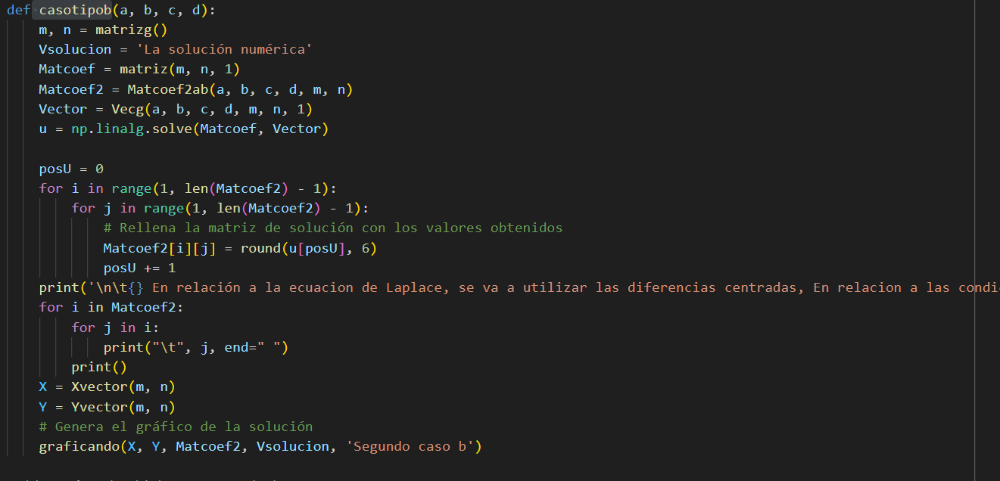 def casotipob(a, b, c, d):
    m, n = matrizg()
    Vsolucion = 'La solución numérica'
    Matcoef = matriz(m, n, 1)
    Matcoef2 = Matcoef2ab(a, b, c, d, m, n)
    Vector = Vecg(a, b, c, d, m, n, 1)
    u = np.linalg.solve(Matcoef, Vector)

    posU = 0
    for i in range(1, len(Matcoef2) - 1):
        for j in range(1, len(Matcoef2) - 1):
            # Rellena la matriz de solución con los valores obtenidos
            Matcoef2[i][j] = round(u[posU], 6)
            posU += 1
    print('\n\t{} En relación a la ecuacion de Laplace, se va a utilizar las diferencias centradas, En relacion a las condi
    for i in Matcoef2:
        for j in i:
            print("\t", j, end=" ")
        print()
    X = Xvector(m, n)
    Y = Yvector(m, n)
    # Genera el gráfico de la solución
    graficando(X, Y, Matcoef2, Vsolucion, 'Segundo caso b')